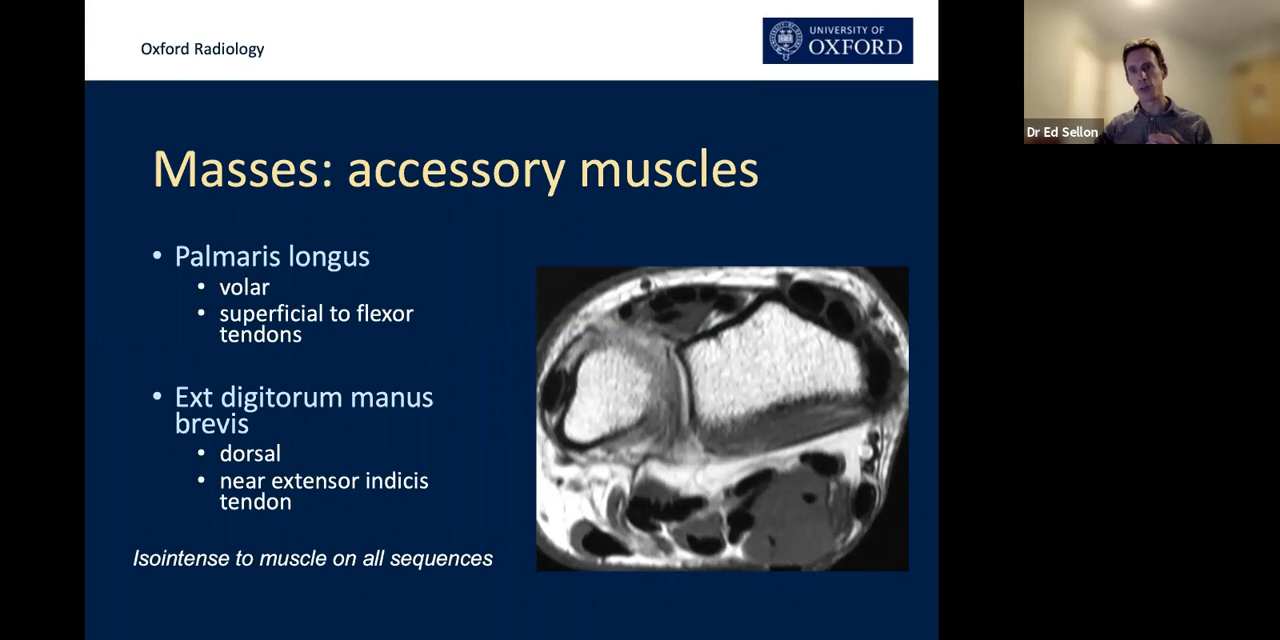 Oxford Radiology
UNIVERSITY OF
OXFORD
Dr Ed Sellon
Masses: accessory muscles
• Palmaris longus
• volar
• superficial to flexor
tendons
• Ext digitorum manus
brevis
• dorsal
• near extensor indicis
tendon
Isointense to muscle on all sequences